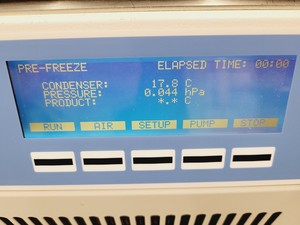 PRE-FREEZE ELAPSED TIME: 00:00
CONDENSER: 17.8 C
PRESSURE: 0.044 hPa
PRODUCT: *.* C
RUN AIR SETUP PUMP STOP